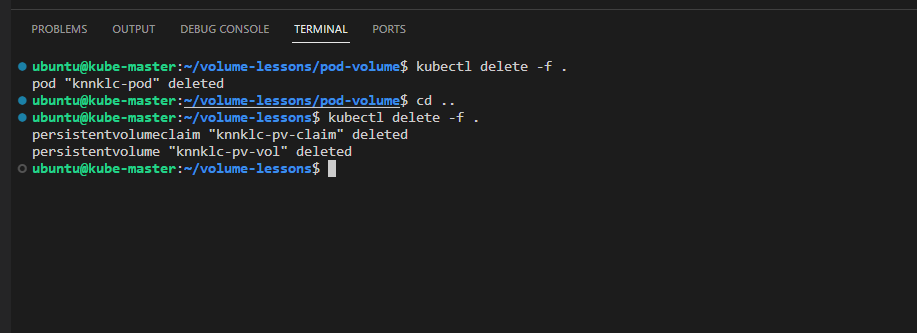 PROBLEMS OUTPUT DEBUG CONSOLE TERMINAL PORTS
ubuntu@kube-master:~/volume-lessons/pod-volume$ kubectl delete -f .
pod "knnklc-pod" deleted
ubuntu@kube-master:~/volume-lessons/pod-volume$ cd ..
ubuntu@kube-master:~/volume-lessons$ kubectl delete -f .
persistentvolumeclaim "knnklc-pv-claim" deleted
persistentvolume "knnklc-pv-vol" deleted
ubuntu@kube-master:~/volume-lessons$